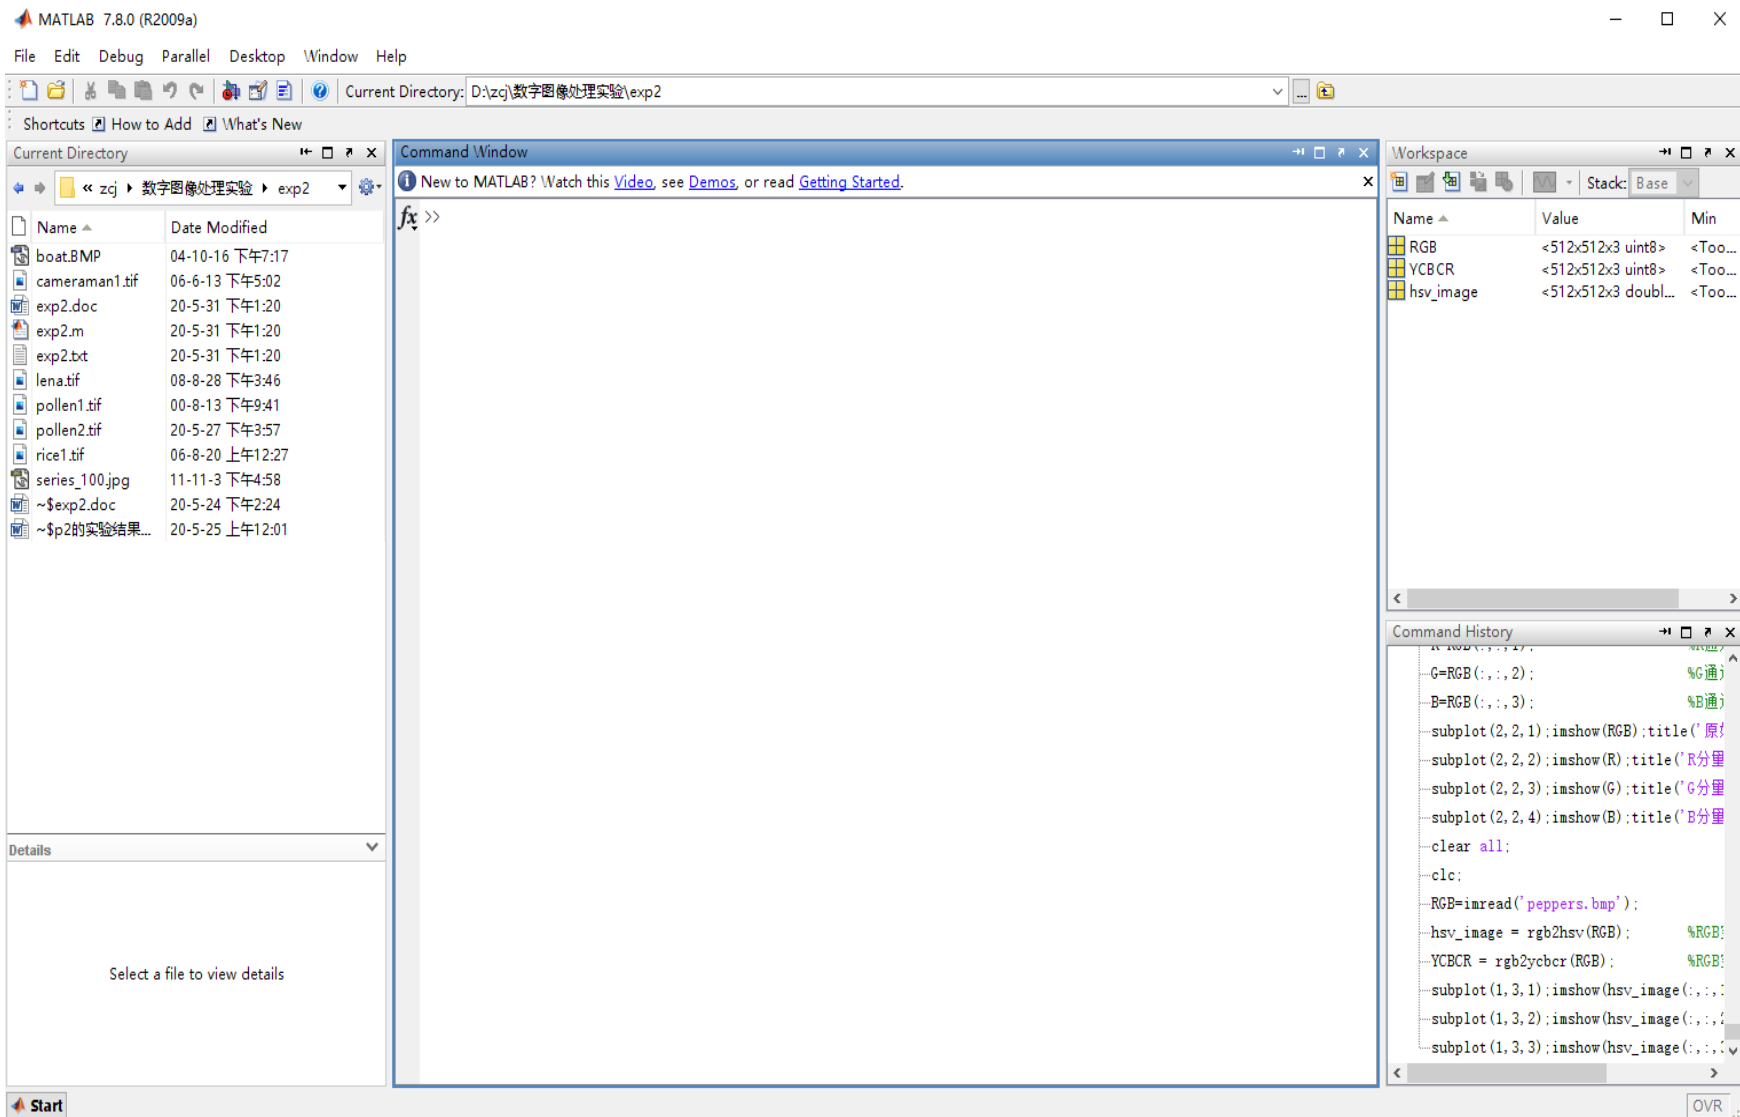 MATLAB 7.8.0 (R2009a)
File Edit Debug Parallel Desktop Window Help
Current Directory: D:\zcj\数字图像处理实验\exp2
Shortcuts How to Add What's New
Current Directory
« zcj 数字图像处理实验 exp2
Name Date Modified
boat.BMP 04-10-16 下午7:17
cameraman1.tif 06-6-13 下午5:02
exp2.doc 20-5-31 下午1:20
exp2.m 20-5-31 下午1:20
exp2.txt 20-5-31 下午1:20
lena.tif 08-8-28 下午3:46
pollen1.tif 00-8-13 下午9:41
pollen2.tif 20-5-27 下午3:57
rice1.tif 06-8-20 上午12:27
series_100.jpg 11-11-3 下午4:58
~$exp2.doc 20-5-24 下午2:24
~$p2的实验结果... 20-5-25 上午12:01
Details
Select a file to view details
Command Window
New to MATLAB? Watch this Video, see Demos, or read Getting Started.
fx >>
Workspace
Stack: Base
Name Value Min
RGB <512x512x3 uint8> <Too...
YCBCR <512x512x3 uint8> <Too...
hsv_image <512x512x3 doubl... <Too...
Command History
G=RGB(:,:,2); %G通
B=RGB(:,:,3); %B通
subplot(2,2,1);imshow(RGB);title('原
subplot(2,2,2);imshow(R);title('R分量
subplot(2,2,3);imshow(G);title('G分量
subplot(2,2,4);imshow(B);title('B分量
clear all;
clc;
RGB=imread('peppers.bmp');
hsv_image = rgb2hsv(RGB); %RGB
YCBCR = rgb2ycbcr(RGB); %RGB
subplot(1,3,1);imshow(hsv_image(:,:,
subplot(1,3,2);imshow(hsv_image(:,:,
subplot(1,3,3);imshow(hsv_image(:,:,
Start
OVR